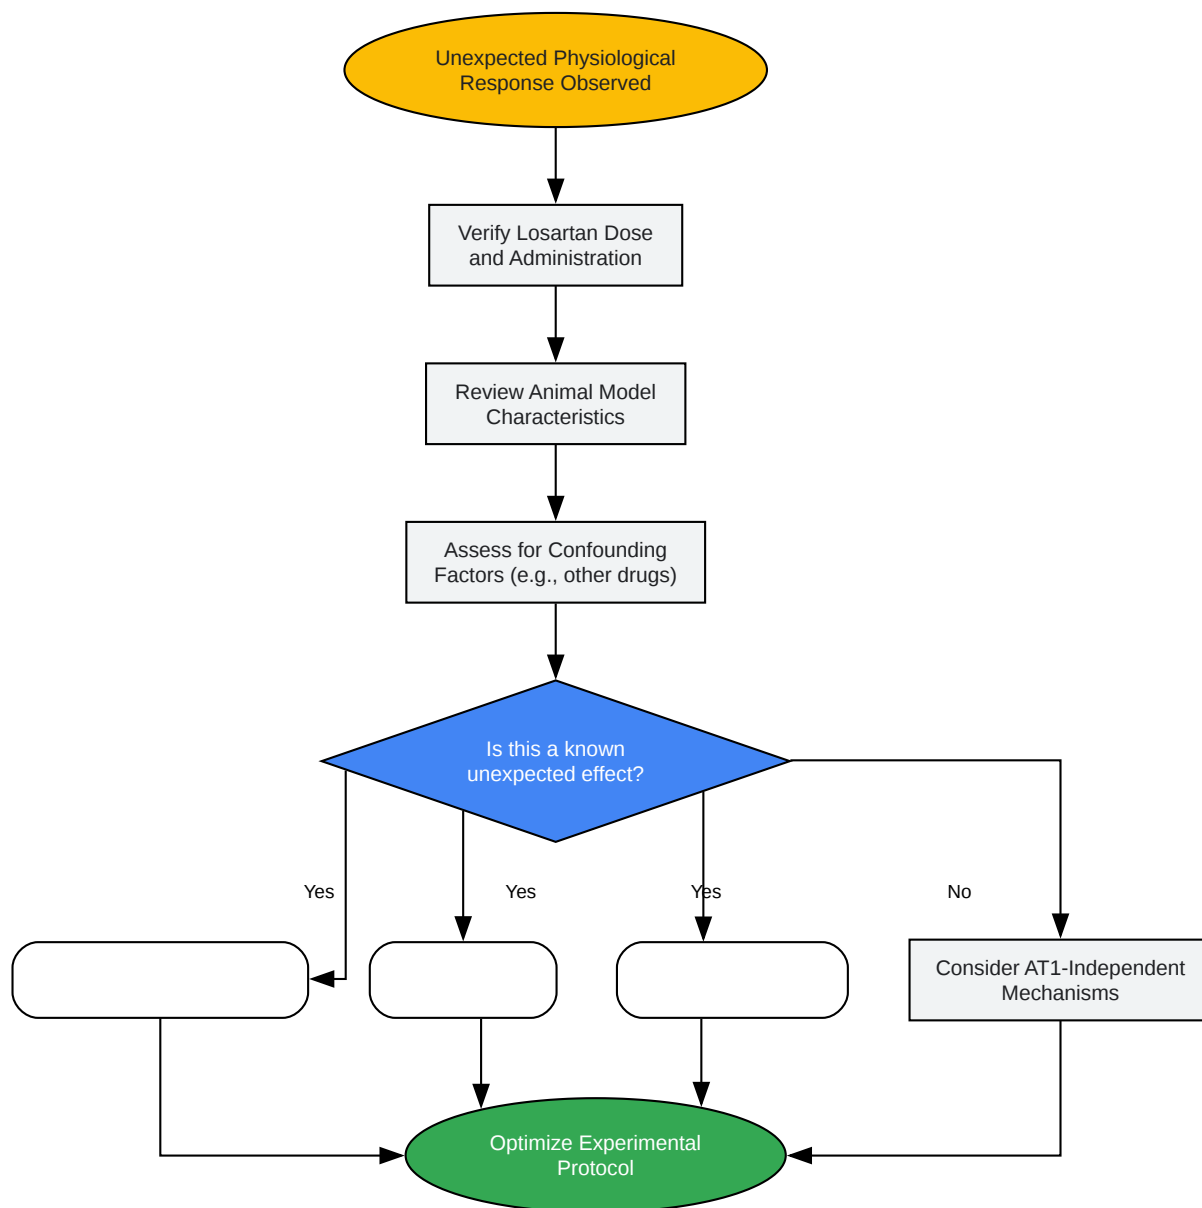 Unexpected Physiological
Response Observed
Verify Losartan Dose
and Administration
Review Animal Model
Characteristics
Assess for Confounding
Factors (e.g., other drugs)
Is this a known
unexpected effect?
Yes
Yes
Yes
No
Consider AT1-Independent
Mechanisms
Optimize Experimental
Protocol